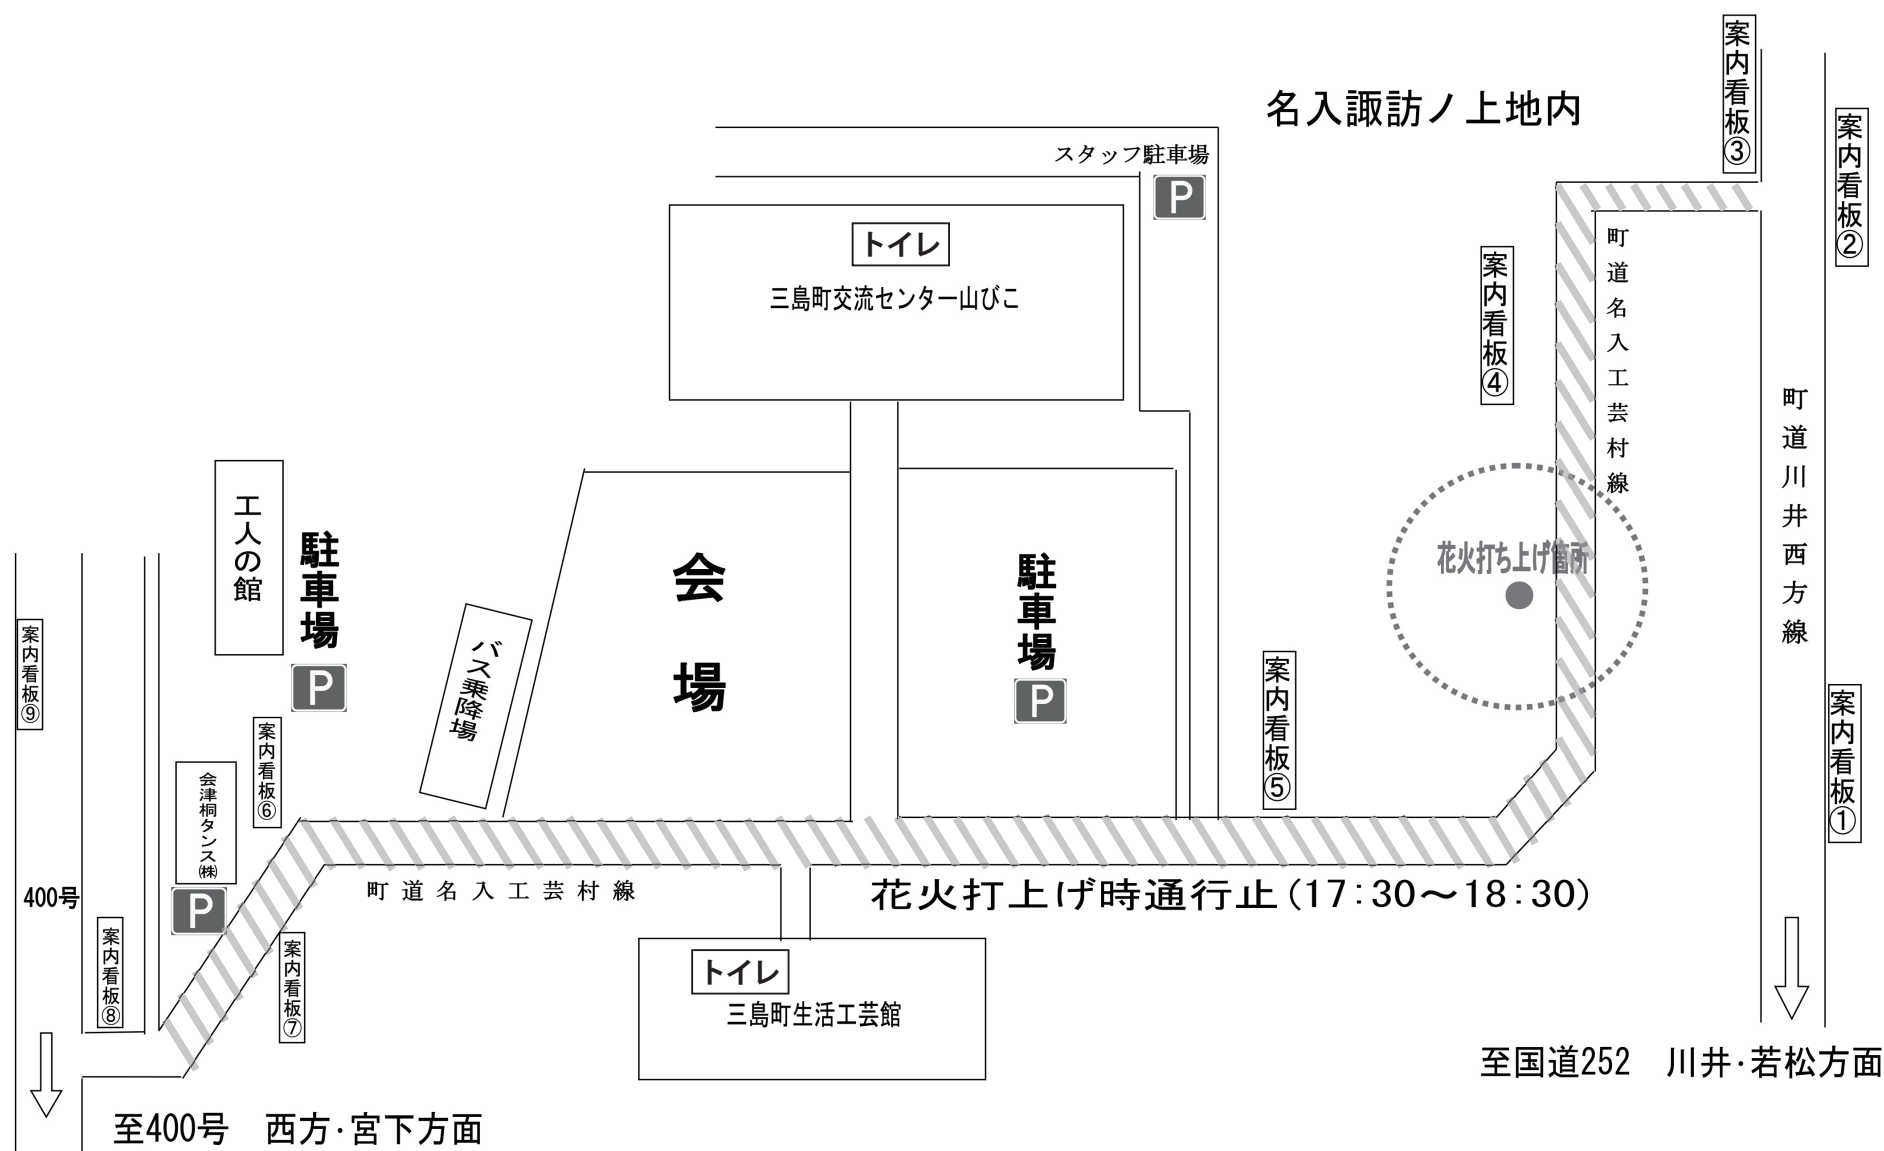 案内看板③
名入諏訪ノ上地内
案内看板②
スタッフ駐車場
P
トイレ
三島町交流センター山びこ
案内看板④
町道名入工芸村線
町道川井西方線
工人の館
駐車場
P
会場
駐車場
P
花火打ち上げ箇所
バス乗降場
案内看板⑨
案内看板⑤
案内看板①
案内看板⑥
会津桐タンス㈱
P
400号
町道名入工芸村線
花火打上げ時通行止(17:30～18:30)
案内看板⑧
案内看板⑦
トイレ
三島町生活工芸館
至国道252 川井・若松方面
至400号 西方・宮下方面